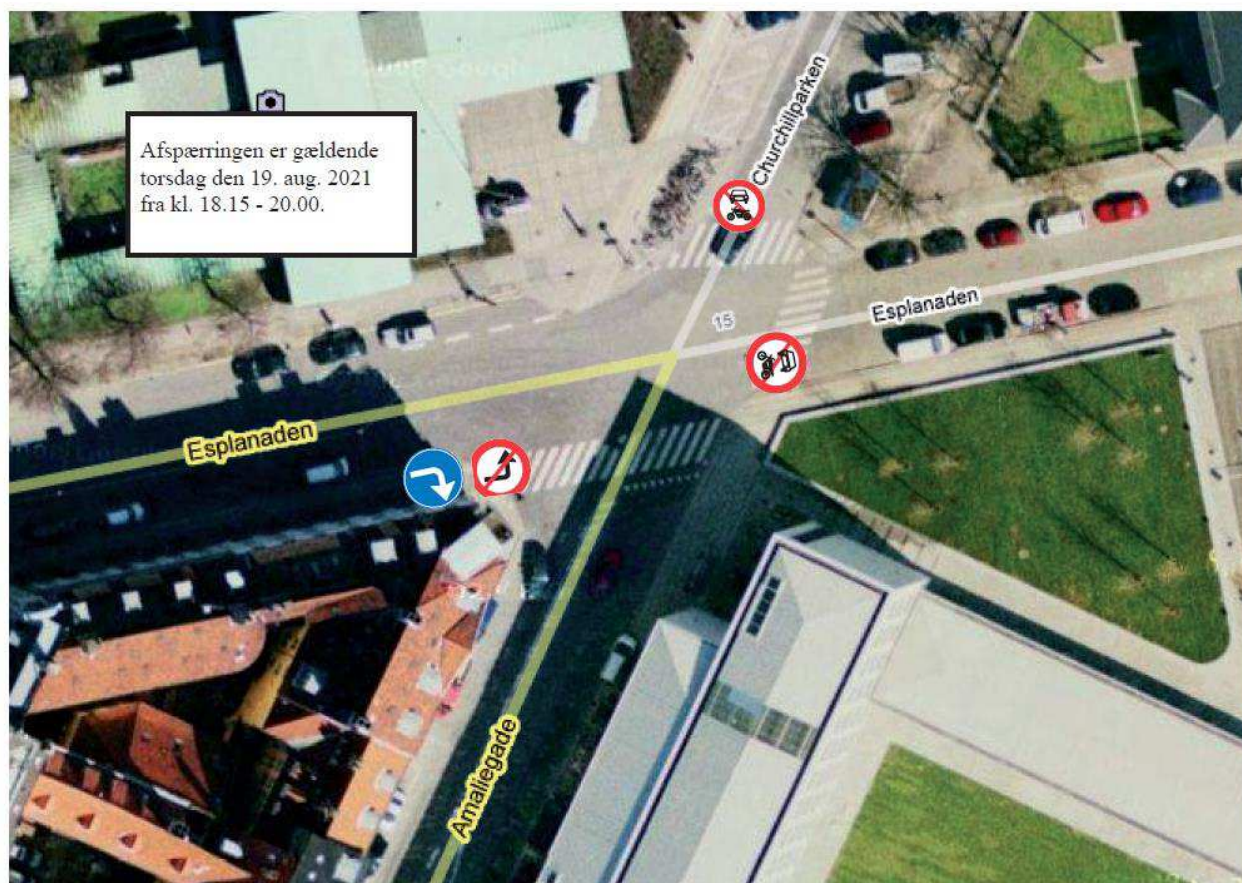 Afspærringen er gældende
torsdag den 19. aug. 2021
fra kl. 18.15 - 20.00.
Churchillparken
Esplanaden
15
Esplanaden
Amaliegade